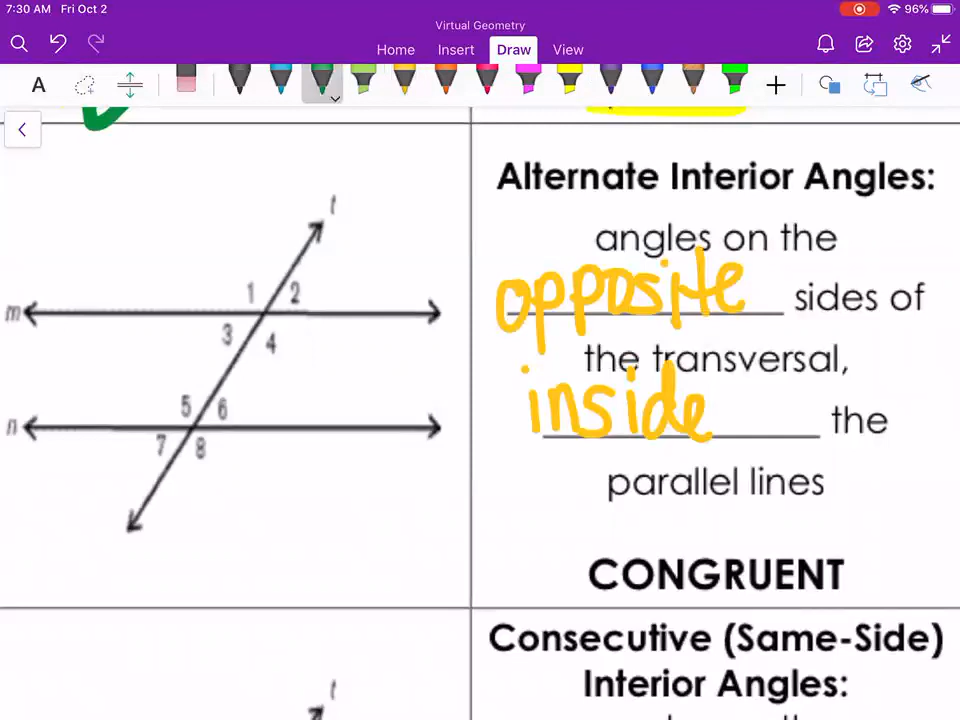 7:30 AM Fri Oct 2
96%
Virtual Geometry
Home Insert Draw View
A
Alternate Interior Angles:
angles on the
opposite sides of
the transversal,
inside the
parallel lines
CONGRUENT
t
1 2
m
3 4
5 6
n
7 8
Consecutive (Same-Side)
Interior Angles:
t